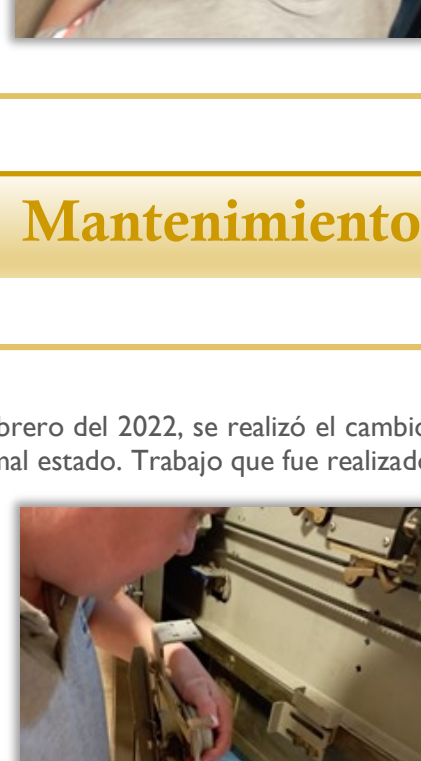 Mantenimiento
brero del 2022, se realizó el cambio
mal estado. Trabajo que fue realizado